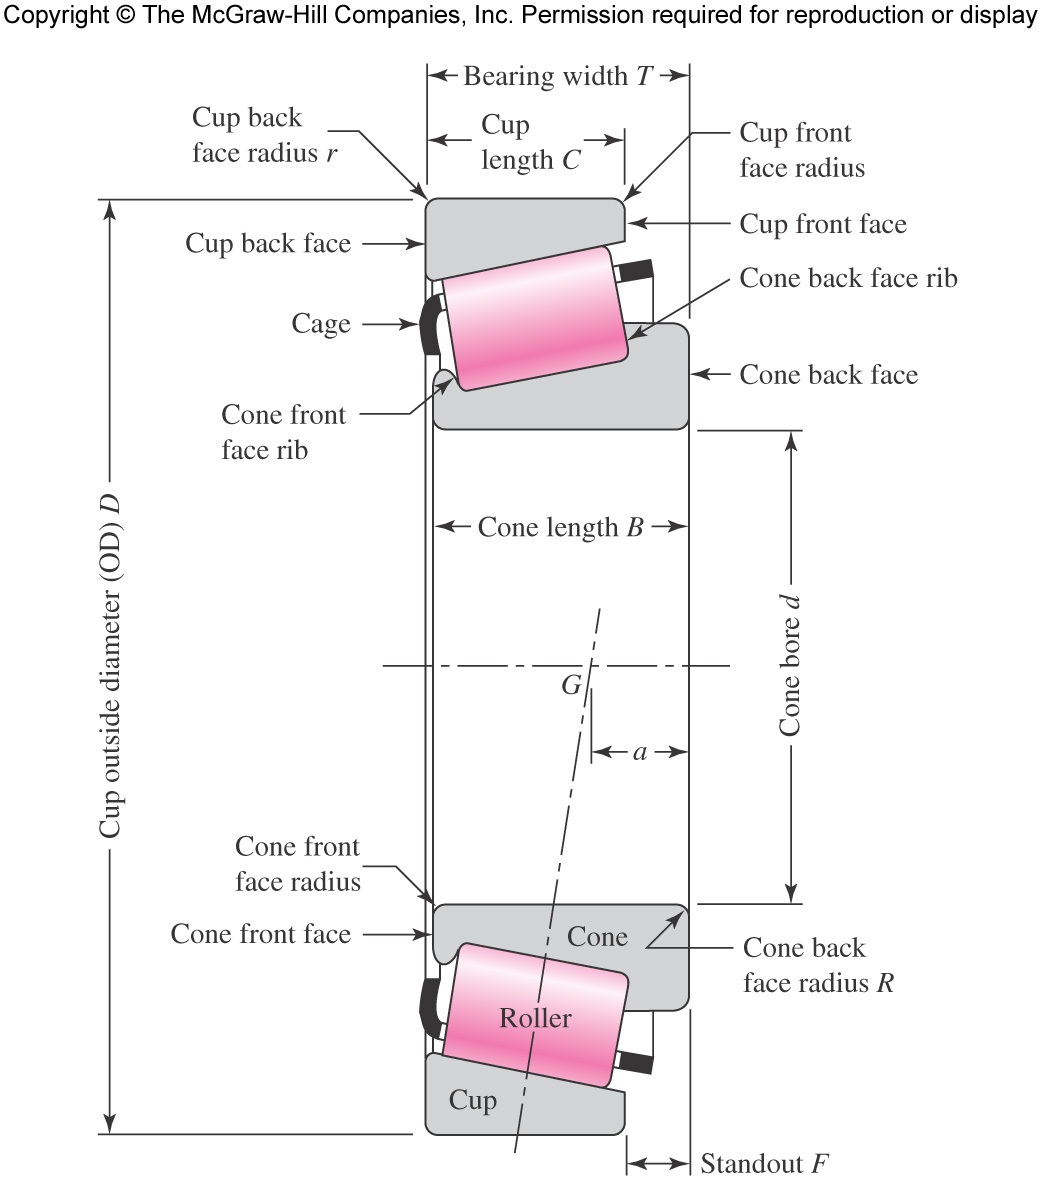 Copyright © The McGraw-Hill Companies, Inc. Permission required for reproduction or display
Bearing width T
Cup back
face radius r
Cup
length C
Cup front
face radius
Cup back face
Cup front face
Cone back face rib
Cage
Cone back face
Cone front
face rib
Cone length B
Cup outside diameter (OD) D
Cone bore d
G
a
Cone front
face radius
Cone front face
Cone
Cone back
face radius R
Roller
Cup
Standout F